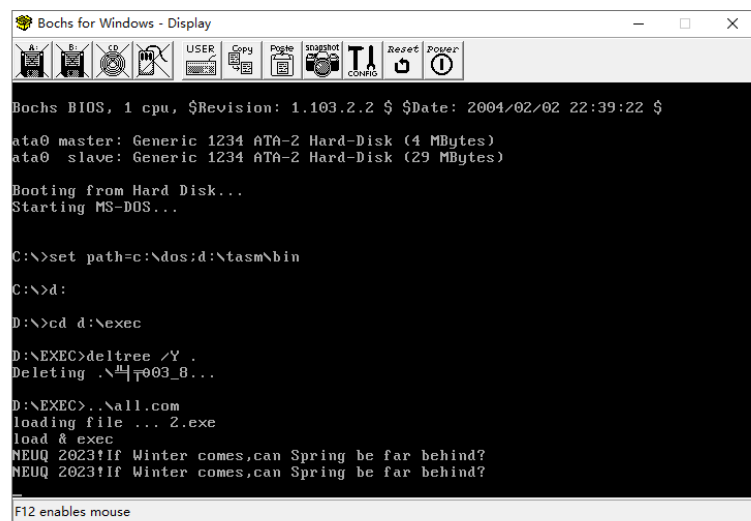 Bochs for Windows - Display
A: B: CD USER Copy Paste snapshot CONFIG Reset Power
Bochs BIOS, 1 cpu, $Revision: 1.103.2.2 $ $Date: 2004/02/02 22:39:22 $
ata0 master: Generic 1234 ATA-2 Hard-Disk (4 MBytes)
ata0  slave: Generic 1234 ATA-2 Hard-Disk (29 MBytes)
Booting from Hard Disk...
Starting MS-DOS...
C:\>set path=c:\dos;d:\tasm\bin
C:\>d:
D:\>cd d:\exec
D:\EXEC>deltree /Y .
Deleting .\╩╣╤003_8...
D:\EXEC>..\all.com
loading file ... 2.exe
load & exec
NEUQ 2023!If Winter comes,can Spring be far behind?
NEUQ 2023!If Winter comes,can Spring be far behind?
F12 enables mouse